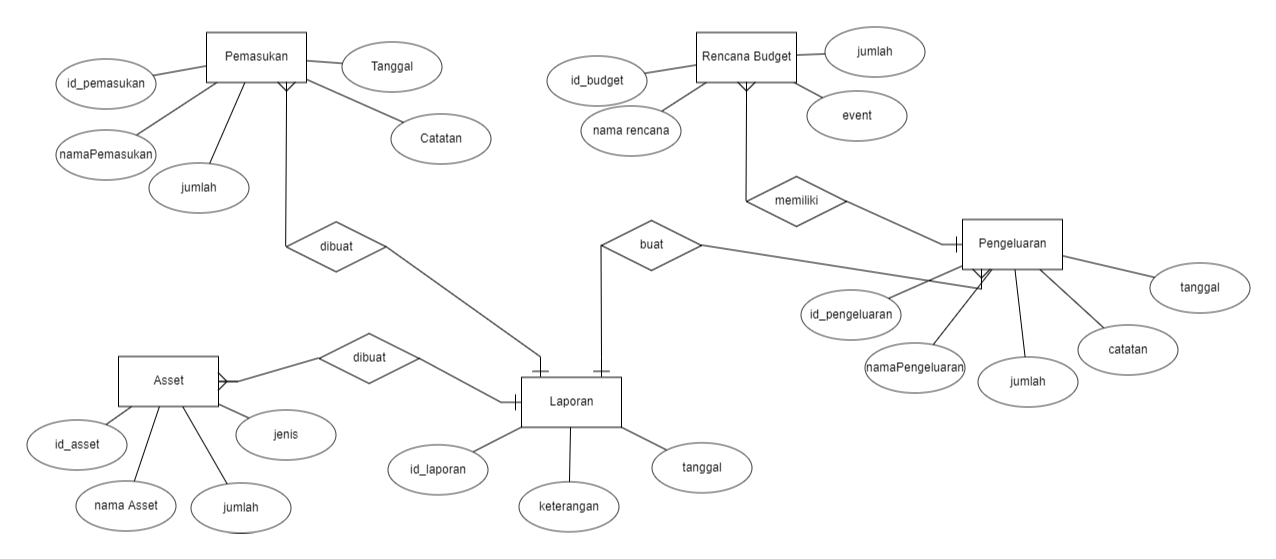 Pemasukan
Tanggal
id_pemasukan
Catatan
namaPemasukan
jumlah
Rencana Budget
jumlah
id_budget
event
nama rencana
memiliki
dibuat
buat
Pengeluaran
tanggal
id_pengeluaran
catatan
namaPengeluaran
jumlah
dibuat
Asset
Laporan
jenis
id_asset
nama Asset
jumlah
id_laporan
tanggal
keterangan